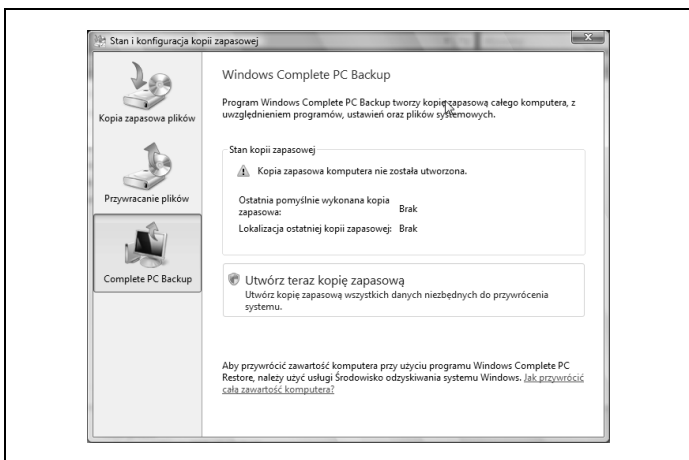 Stan i konfiguracja kopii zapasowej
Kopia zapasowa plików
Przywracanie plików
Complete PC Backup
Windows Complete PC Backup
Program Windows Complete PC Backup tworzy kopię zapasową całego komputera, z
uwzględnieniem programów, ustawień oraz plików systemowych.
Stan kopii zapasowej
Kopia zapasowa komputera nie została utworzona.
Ostatnia pomyślnie wykonana kopia
zapasowa: Brak
Lokalizacja ostatniej kopii zapasowej: Brak
Utwórz teraz kopię zapasową
Utwórz kopię zapasową wszystkich danych niezbędnych do przywrócenia
systemu.
Aby przywrócić zawartość komputera przy użyciu programu Windows Complete PC
Restore, należy użyć usługi Środowisko odzyskiwania systemu Windows. Jak przywrócić
cała zawartość komputera?